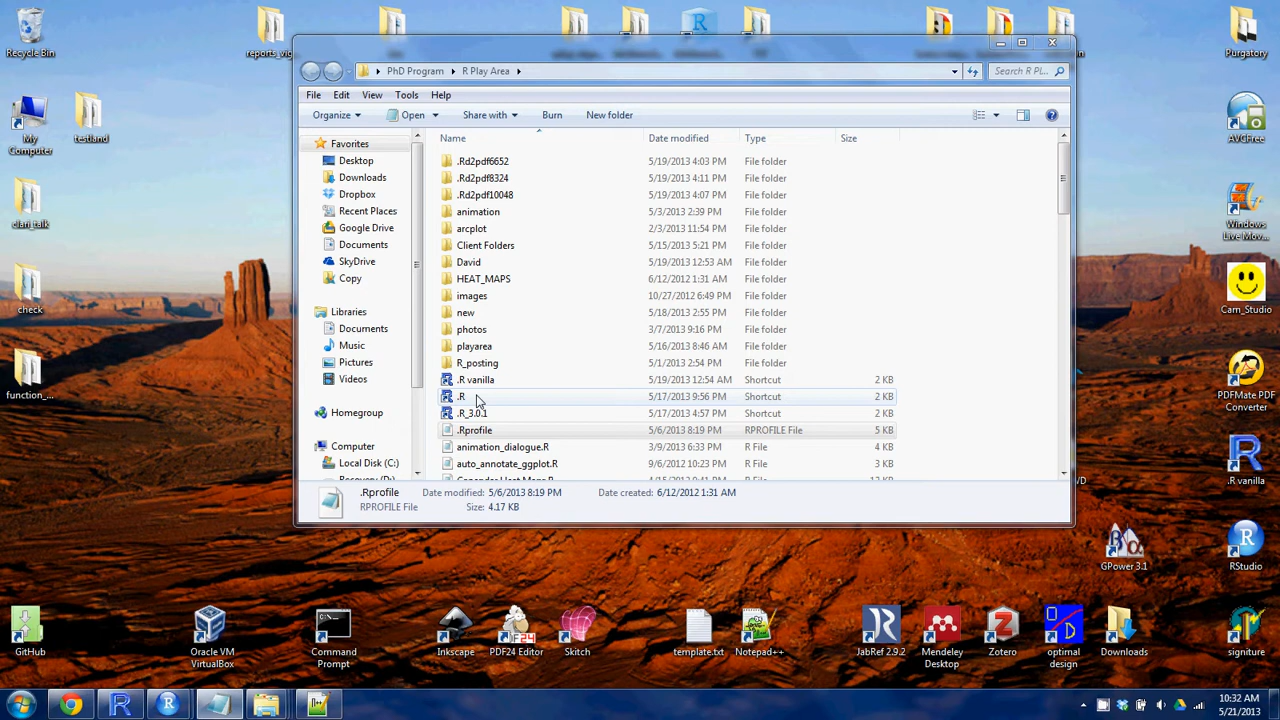 Recycle Bin
reports_vig
Purgatory
My Computer
testland
clari_talk
check
function_...
PhD Program
R Play Area
Search R Pl...
File Edit View Tools Help
Organize Open Share with Burn New folder
Name Date modified Type Size
Favorites
Desktop
Downloads
Dropbox
Recent Places
Google Drive
Documents
SkyDrive
Copy
Libraries
Documents
Music
Pictures
Videos
Homegroup
Computer
Local Disk (C:)
.Rd2pdf6652 5/19/2013 4:03 PM File folder
.Rd2pdf8324 5/19/2013 4:11 PM File folder
.Rd2pdf10048 5/19/2013 4:07 PM File folder
animation 5/3/2013 2:39 PM File folder
arcplot 2/3/2013 11:54 PM File folder
Client Folders 5/15/2013 5:21 PM File folder
David 5/19/2013 12:53 AM File folder
HEAT_MAPS 6/12/2012 1:31 AM File folder
images 10/27/2012 6:49 PM File folder
new 5/18/2013 2:55 PM File folder
photos 3/7/2013 9:16 PM File folder
playarea 5/16/2013 8:46 AM File folder
R_posting 5/1/2013 2:54 PM File folder
.R vanilla 5/19/2013 12:54 AM Shortcut 2 KB
.R 5/17/2013 9:56 PM Shortcut 2 KB
.R_3.0.1 5/17/2013 4:57 PM Shortcut 2 KB
.Rprofile 5/6/2013 8:19 PM RPROFILE File 5 KB
animation_dialogue.R 3/9/2013 6:33 PM R File 4 KB
auto_annotate_ggplot.R 9/6/2012 10:23 PM R File 3 KB
.Rprofile Date modified: 5/6/2013 8:19 PM Date created: 6/12/2012 1:31 AM
RPROFILE File Size: 4.17 KB
AVGFree
Windows Live Mov...
Cam_Studio
PDFMate PDF Converter
.R vanilla
GPower 3.1
RStudio
GitHub
Oracle VM VirtualBox
Command Prompt
Inkscape
PDF24 Editor
Skitch
template.txt
Notepad++
JabRef 2.9.2
Mendeley Desktop
Zotero
optimal design
Downloads
signiture
10:32 AM
5/21/2013